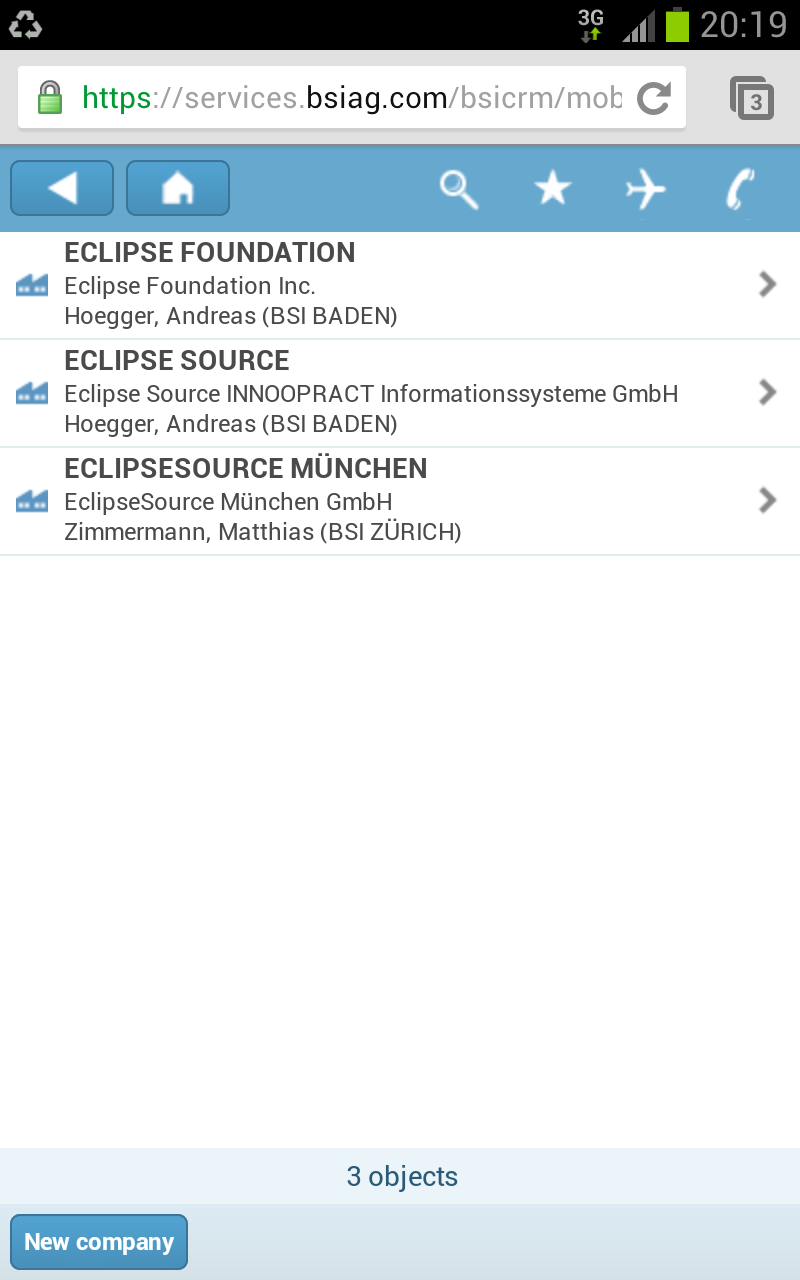 3G
20:19
https://services.bsiag.com/bsicrm/mob
3
ECLIPSE FOUNDATION
Eclipse Foundation Inc.
Hoegger, Andreas (BSI BADEN)
ECLIPSE SOURCE
Eclipse Source INNOOPRACT Informationssysteme GmbH
Hoegger, Andreas (BSI BADEN)
ECLIPSESOURCE MÜNCHEN
EclipseSource München GmbH
Zimmermann, Matthias (BSI ZÜRICH)
3 objects
New company